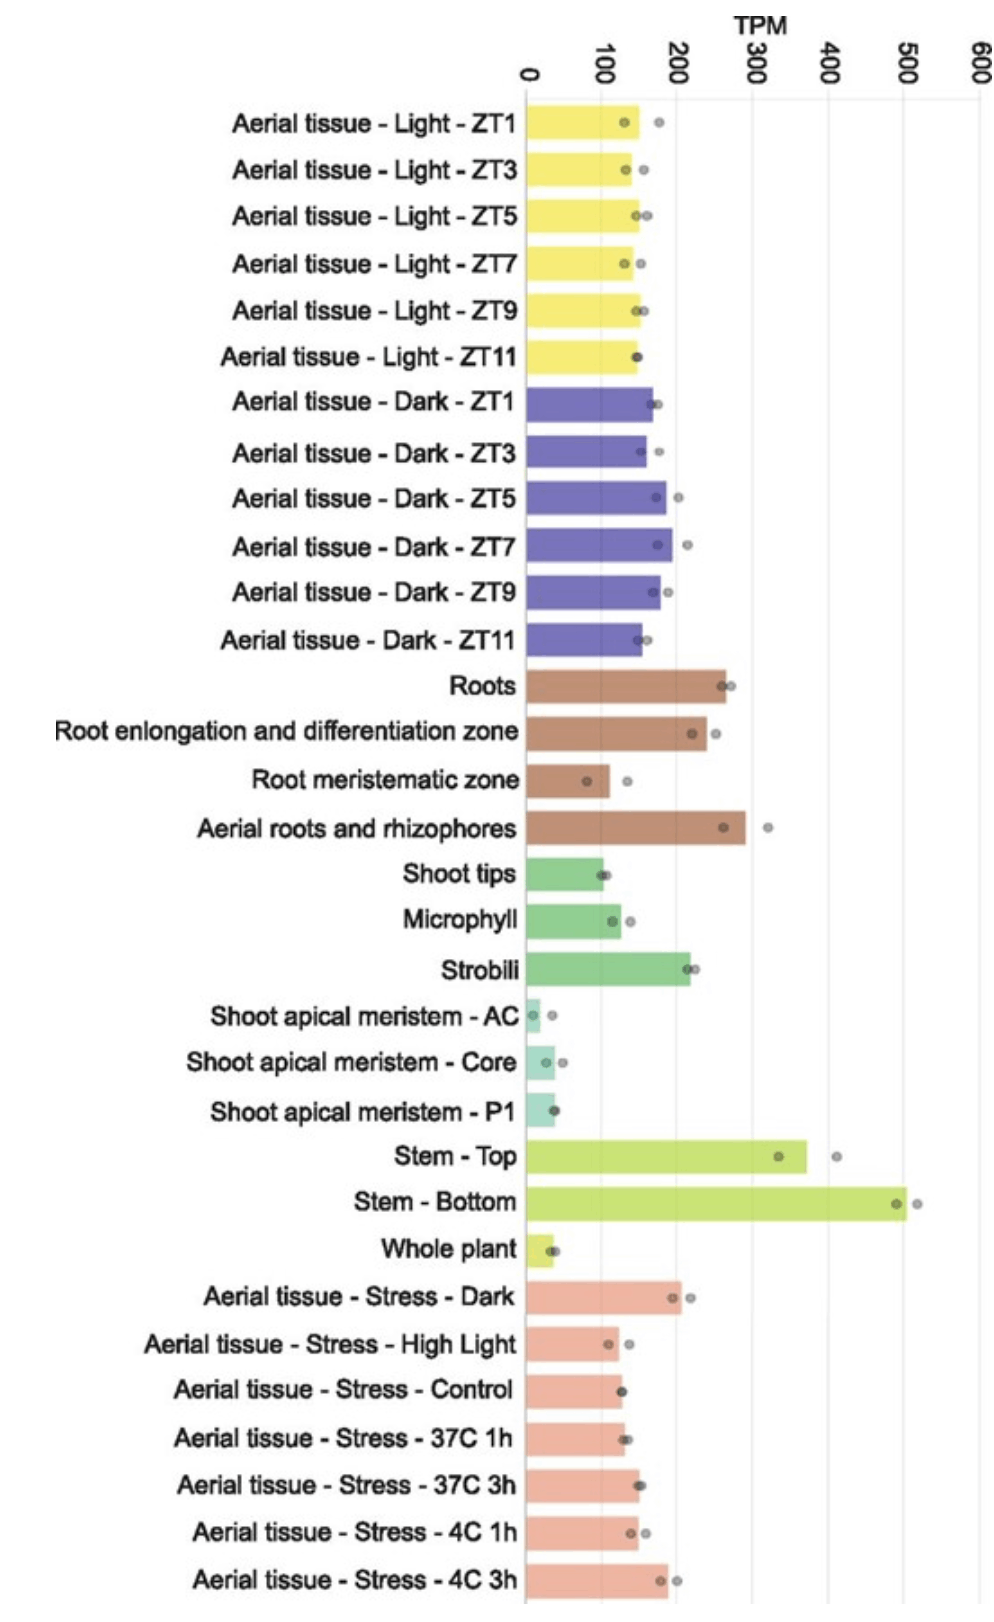 TPM
0 100 200 300 400 500 600
Aerial tissue - Light - ZT1
Aerial tissue - Light - ZT3
Aerial tissue - Light - ZT5
Aerial tissue - Light - ZT7
Aerial tissue - Light - ZT9
Aerial tissue - Light - ZT11
Aerial tissue - Dark - ZT1
Aerial tissue - Dark - ZT3
Aerial tissue - Dark - ZT5
Aerial tissue - Dark - ZT7
Aerial tissue - Dark - ZT9
Aerial tissue - Dark - ZT11
Roots
Root enlongation and differentiation zone
Root meristematic zone
Aerial roots and rhizophores
Shoot tips
Microphyll
Strobili
Shoot apical meristem - AC
Shoot apical meristem - Core
Shoot apical meristem - P1
Stem - Top
Stem - Bottom
Whole plant
Aerial tissue - Stress - Dark
Aerial tissue - Stress - High Light
Aerial tissue - Stress - Control
Aerial tissue - Stress - 37C 1h
Aerial tissue - Stress - 37C 3h
Aerial tissue - Stress - 4C 1h
Aerial tissue - Stress - 4C 3h